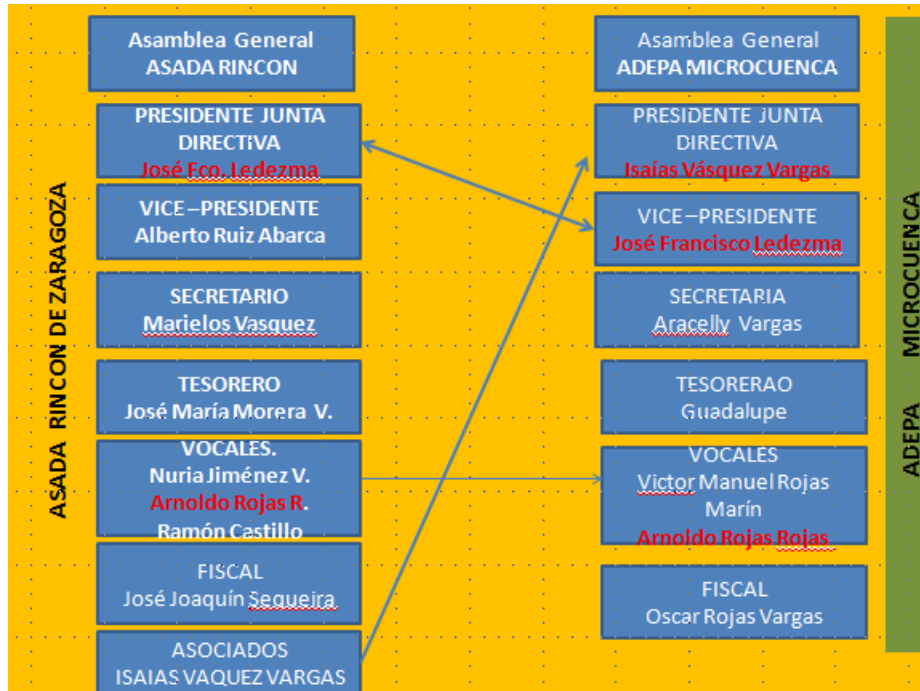 Asamblea General
ASADA RINCON
PRESIDENTE JUNTA
DIRECTIVA
José Fco. Ledezma
VICE –PRESIDENTE
Alberto Ruiz Abarca
SECRETARIO
Marielos Vasquez
TESORERO
José María Morera V.
VOCALES.
Nuria Jiménez V.
Arnoldo Rojas R.
Ramón Castillo
FISCAL
José Joaquín Sequeira
ASOCIADOS
ISAIAS VAQUEZ VARGAS
ASADA RINCON DE ZARAGOZA
Asamblea General
ADEPA MICROCUENCA
PRESIDENTE JUNTA
DIRECTIVA
Isaías Vásquez Vargas
VICE –PRESIDENTE
José Francisco Ledezma
SECRETARIA
Aracelly Vargas
TESORERAO
Guadalupe
VOCALES
Victor Manuel Rojas
Marín
Arnoldo Rojas Rojas
FISCAL
Oscar Rojas Vargas
ADEPA MICROCUENCA